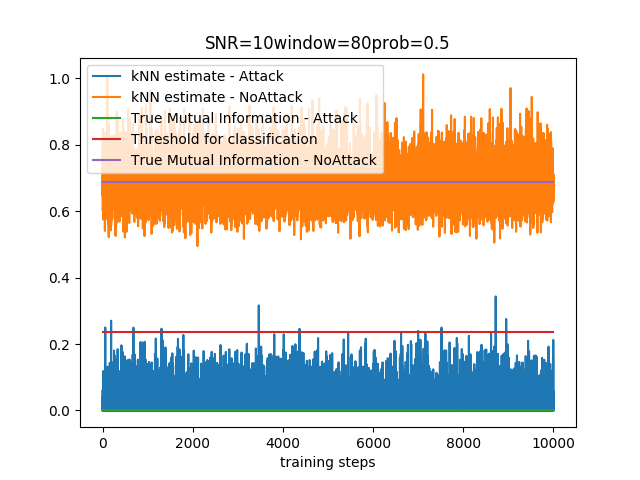 SNR=10window=80prob=0.5
kNN estimate - Attack
kNN estimate - NoAttack
True Mutual Information - Attack
Threshold for classification
True Mutual Information - NoAttack
1.0
0.8
0.6
0.4
0.2
0.0
0 2000 4000 6000 8000 10000
training steps